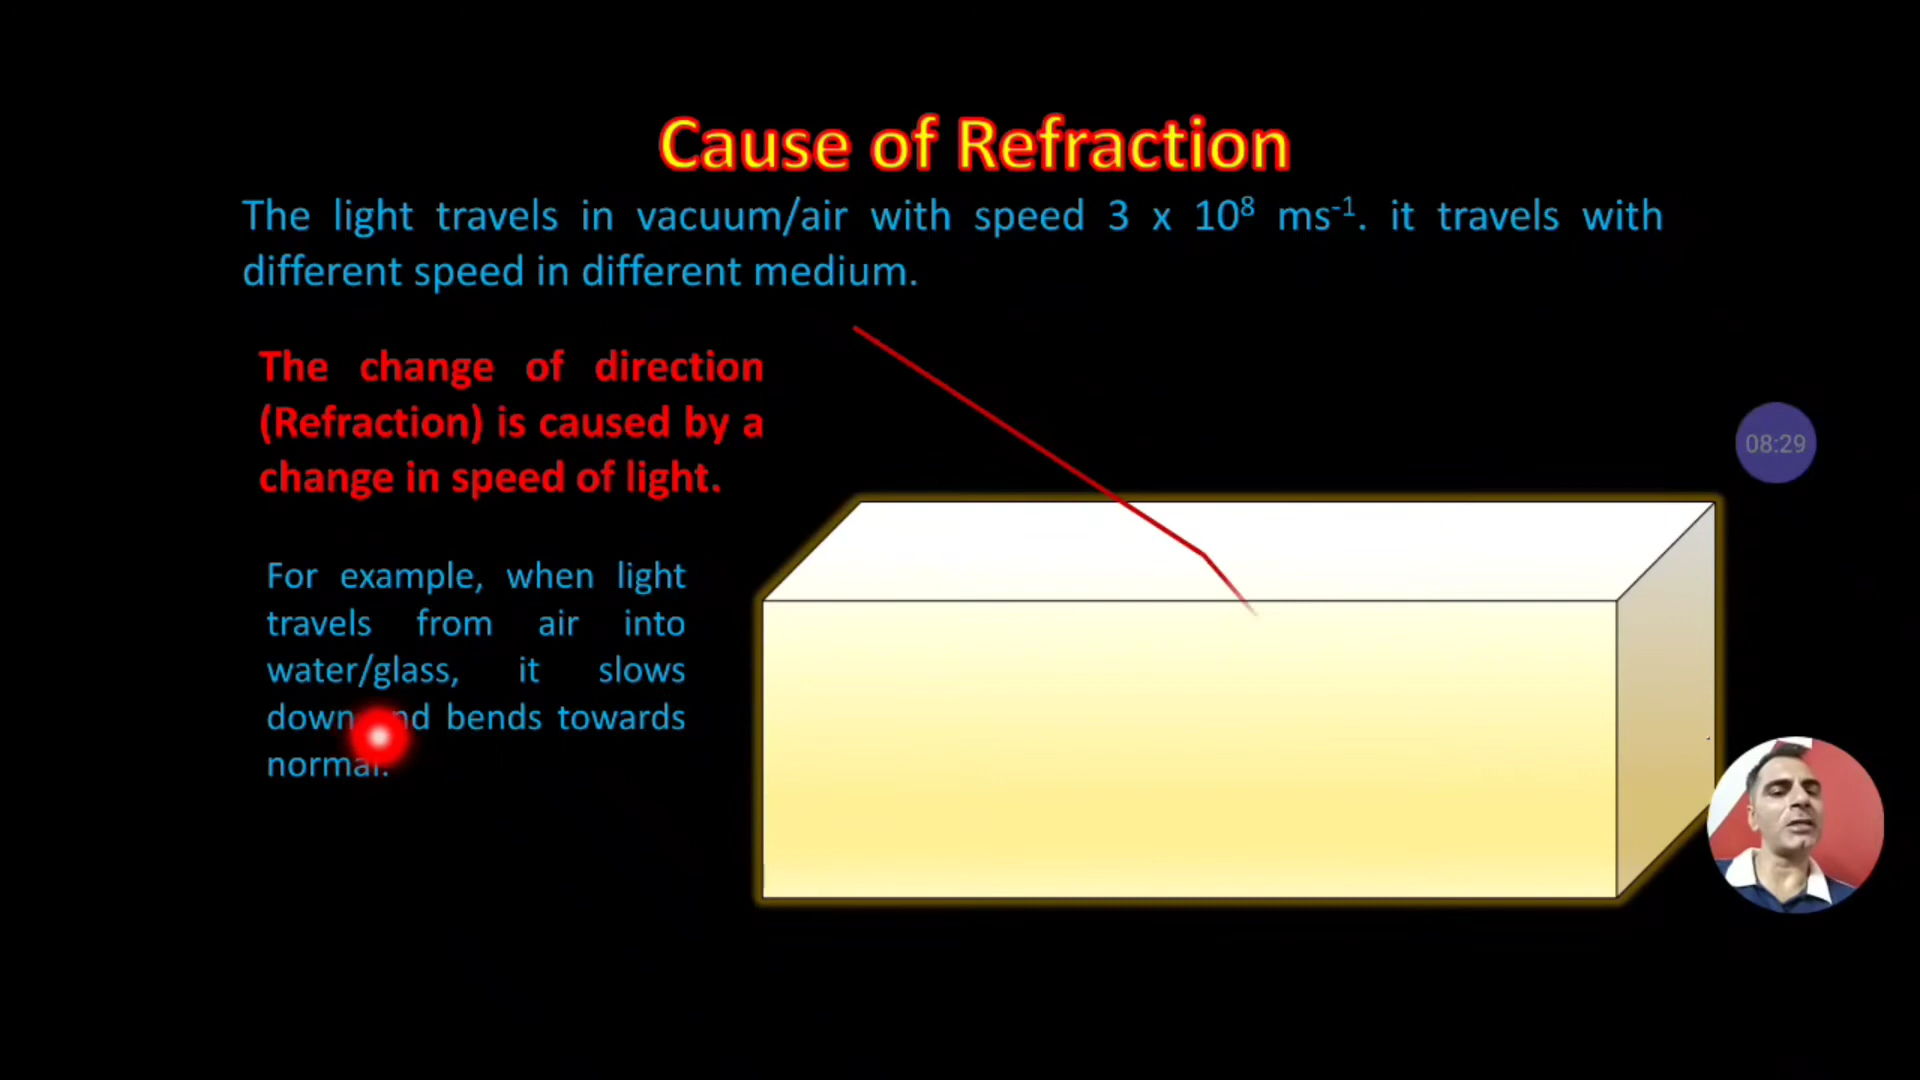 Cause of Refraction
The light travels in vacuum/air with speed 3 x 10⁸ ms⁻¹. it travels with
different speed in different medium.
The change of direction
(Refraction) is caused by a
change in speed of light.
08:29
For example, when light
travels from air into
water/glass, it slows
down and bends towards
normal.